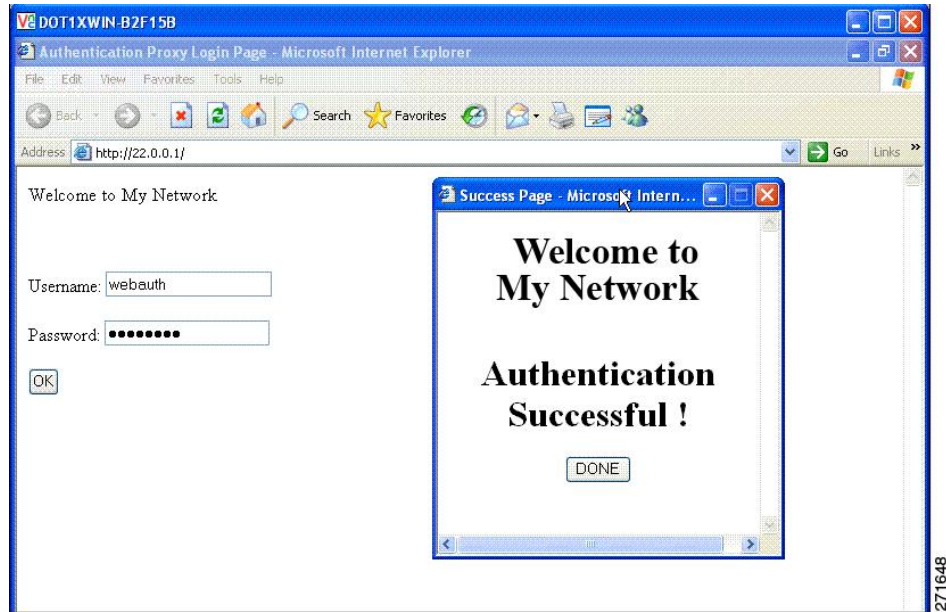 DOT1XWIN-B2F15B
Authentication Proxy Login Page - Microsoft Internet Explorer
File Edit View Favorites Tools Help
Back Search Favorites
Address http://22.0.0.1/ Go Links »
Welcome to My Network
Username: webauth
Password: ●●●●●●●●
OK
Success Page - Microsoft Intern...
Welcome to
My Network
Authentication
Successful !
DONE
271648